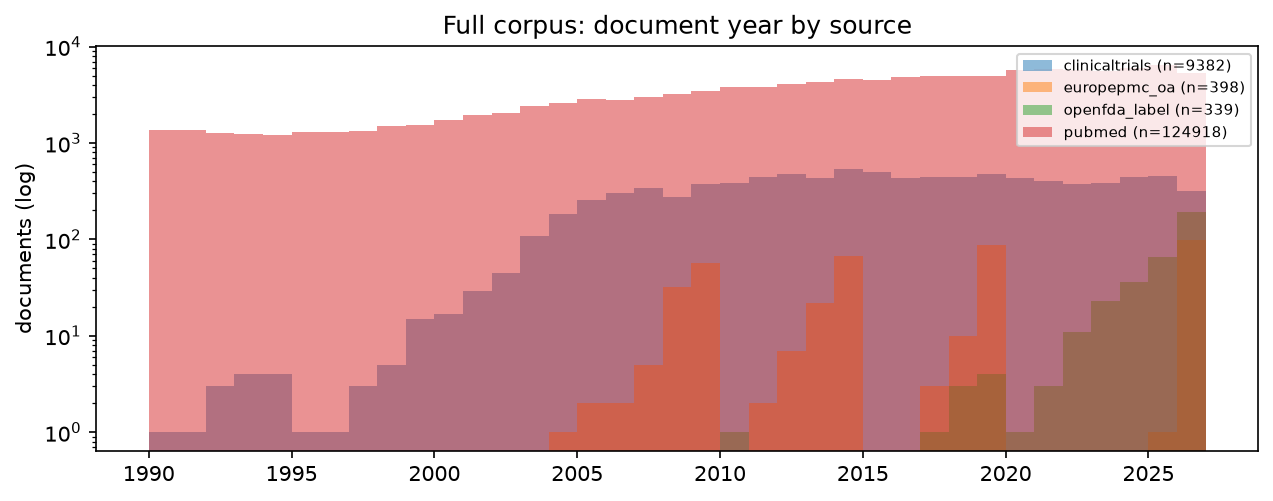 Full corpus: document year by source
documents (log)
10^4
10^3
10^2
10^1
10^0
clinicaltrials (n=9382)
europepmc_oa (n=398)
openfda_label (n=339)
pubmed (n=124918)
1990 1995 2000 2005 2010 2015 2020 2025